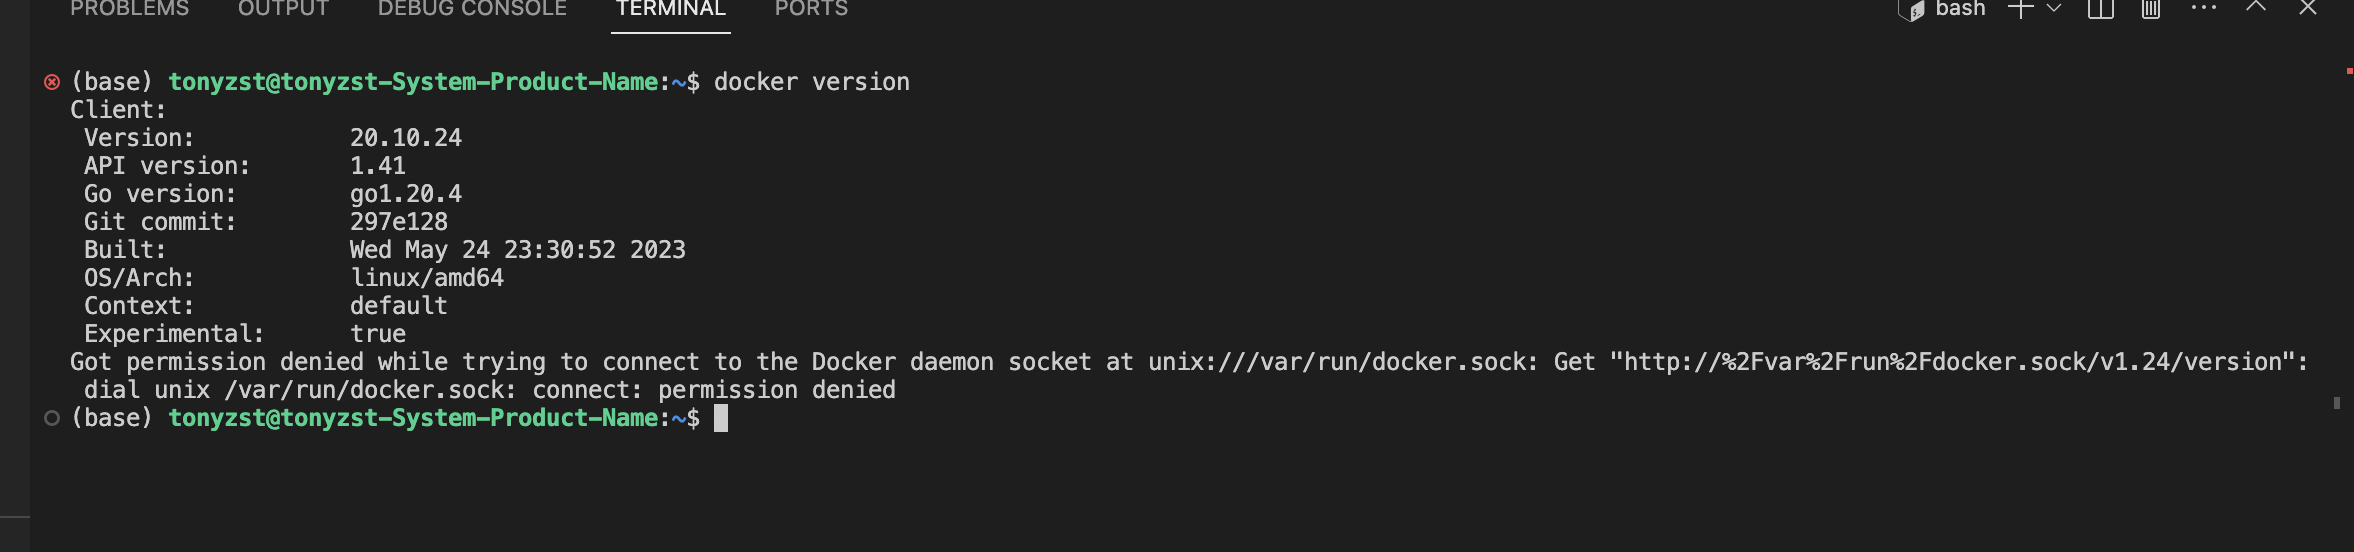 PROBLEMS OUTPUT DEBUG CONSOLE TERMINAL PORTS bash
(base) tonyzst@tonyzst-System-Product-Name:~$ docker version
Client:
Version: 20.10.24
API version: 1.41
Go version: go1.20.4
Git commit: 297e128
Built: Wed May 24 23:30:52 2023
OS/Arch: linux/amd64
Context: default
Experimental: true
Got permission denied while trying to connect to the Docker daemon socket at unix:///var/run/docker.sock: Get "http://%2Fvar%2Frun%2Fdocker.sock/v1.24/version":
dial unix /var/run/docker.sock: connect: permission denied
(base) tonyzst@tonyzst-System-Product-Name:~$